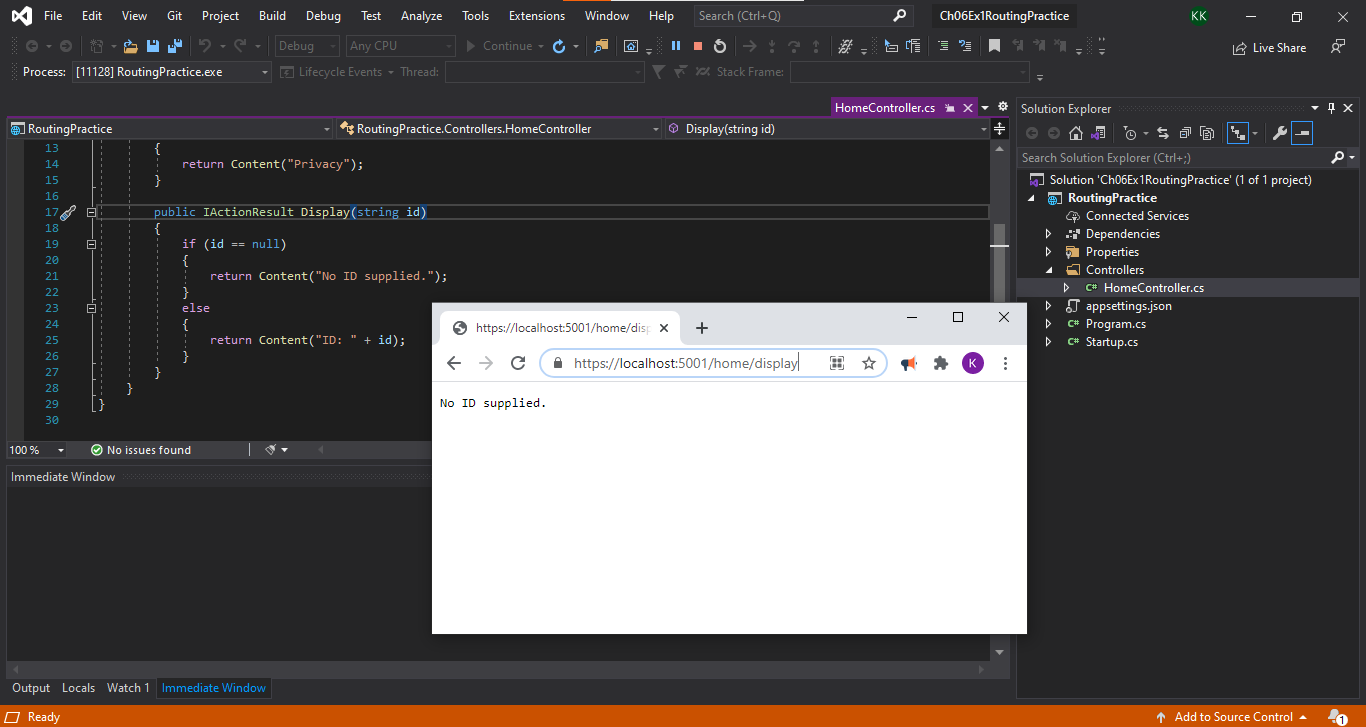 File Edit View Git Project Build Debug Test Analyze Tools Extensions Window Help Search (Ctrl+Q) Ch06Ex1RoutingPractice KK
Debug Any CPU Continue Live Share
Process: [11128] RoutingPractice.exe Lifecycle Events Thread: Stack Frame:
HomeController.cs
RoutingPractice RoutingPractice.Controllers.HomeController Display(string id)
13 {
14 return Content("Privacy");
15 }
16
17 public IActionResult Display(string id)
18 {
19 if (id == null)
20 {
21 return Content("No ID supplied.");
22 }
23 else
24 {
25 return Content("ID: " + id);
26 }
27 }
28 }
29 }
30
100 % No issues found
Immediate Window
Output Locals Watch 1 Immediate Window
Ready Add to Source Control 1
Solution Explorer
Search Solution Explorer (Ctrl+;)
Solution 'Ch06Ex1RoutingPractice' (1 of 1 project)
RoutingPractice
Connected Services
Dependencies
Properties
Controllers
C# HomeController.cs
appsettings.json
C# Program.cs
C# Startup.cs
https://localhost:5001/home/disp
https://localhost:5001/home/display K
No ID supplied.